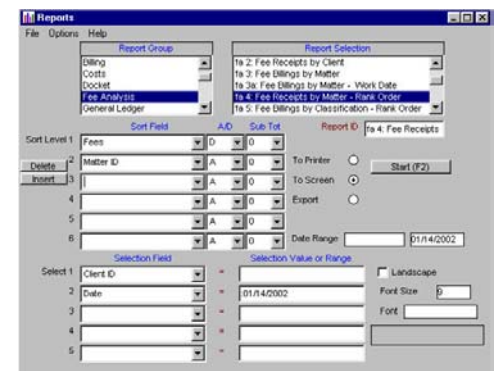 Reports
File Options Help
Report Group Report Selection
Billing
Costs
Docket
Fee Analysis
General Ledger
fa 2: Fee Receipts by Client
fa 3: Fee Billings by Matter
fa 3a: Fee Billings by Matter - Work Date
fa 4: Fee Receipts by Matter - Rank Order
fa 5: Fee Billings by Classification - Rank Order
Sort Field A/D Sub Tot Report ID fa 4: Fee Receipts
Sort Level 1 Fees D 0
Delete 2 Matter ID A 0 To Printer Start (F2)
Insert 3 A 0 To Screen
4 A 0 Export
5 A 0
6 A 0 Date Range 01/14/2002
Selection Field Selection Value or Range
Select 1 Client ID = Landscape
2 Date = 01/14/2002 Font Size 9
3 = Font
4 =
5 =